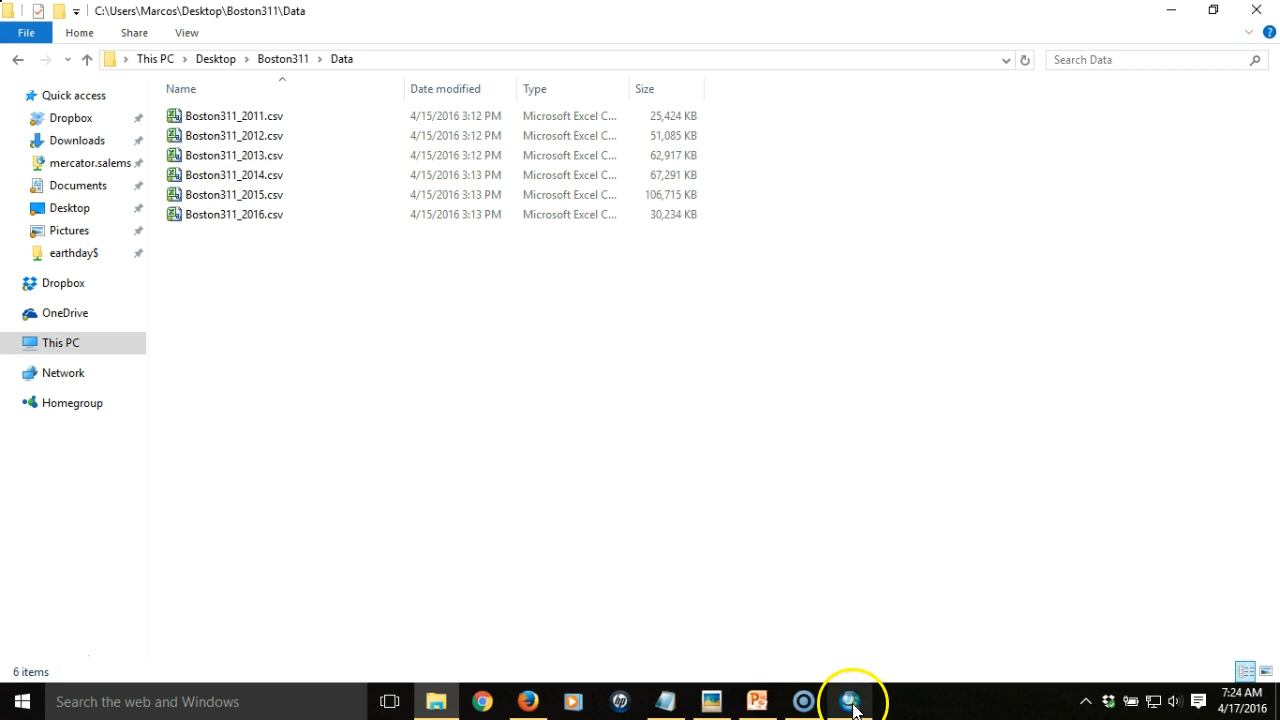 C:\Users\Marcos\Desktop\Boston311\Data
File Home Share View
This PC Desktop Boston311 Data
Search Data
Name Date modified Type Size
Quick access
Dropbox
Downloads
mercator.salems
Documents
Desktop
Pictures
earthday$
Dropbox
OneDrive
This PC
Network
Homegroup
Boston311_2011.csv 4/15/2016 3:12 PM Microsoft Excel C... 25,424 KB
Boston311_2012.csv 4/15/2016 3:12 PM Microsoft Excel C... 51,085 KB
Boston311_2013.csv 4/15/2016 3:12 PM Microsoft Excel C... 62,917 KB
Boston311_2014.csv 4/15/2016 3:13 PM Microsoft Excel C... 67,291 KB
Boston311_2015.csv 4/15/2016 3:13 PM Microsoft Excel C... 106,715 KB
Boston311_2016.csv 4/15/2016 3:13 PM Microsoft Excel C... 30,234 KB
6 items
Search the web and Windows
7:24 AM
4/17/2016